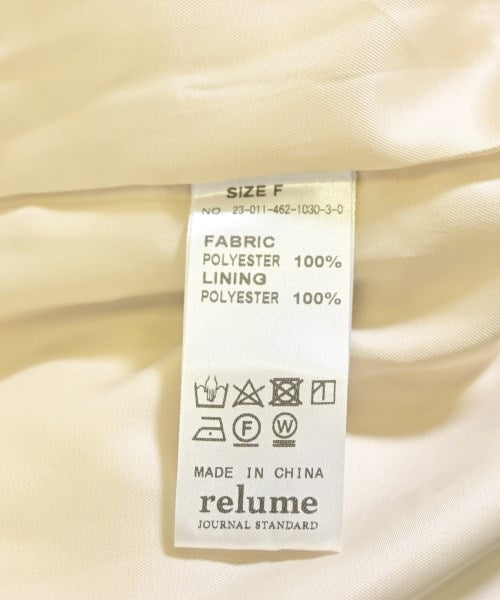 SIZE F
NO 23-011-462-1030-3-0
FABRIC
POLYESTER 100%
LINING
POLYESTER 100%
F W
MADE IN CHINA
relume
JOURNAL STANDARD